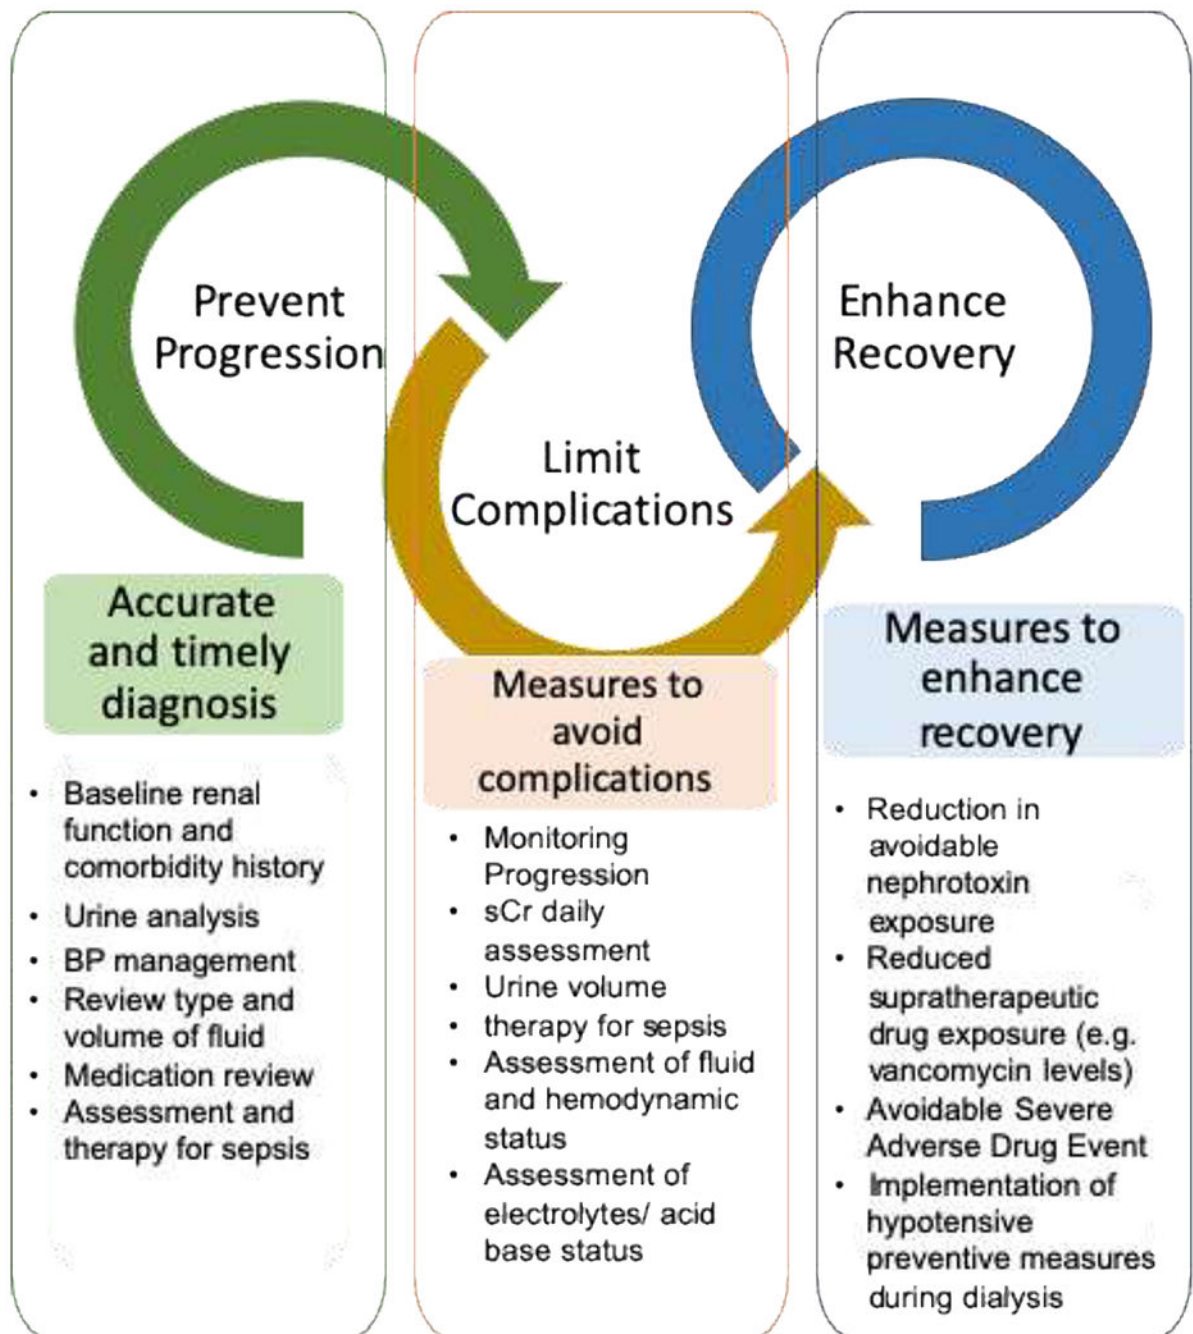 Prevent
Progression
Limit
Complications
Enhance
Recovery
Accurate
and timely
diagnosis
• Baseline renal
function and
comorbidity history
• Urine analysis
• BP management
• Review type and
volume of fluid
• Medication review
• Assessment and
therapy for sepsis
Measures to
avoid
complications
• Monitoring
Progression
• sCr daily
assessment
• Urine volume
• therapy for sepsis
• Assessment of fluid
and hemodynamic
status
• Assessment of
electrolytes/ acid
base status
Measures to
enhance
recovery
• Reduction in
avoidable
nephrotoxin
exposure
• Reduced
supratherapeutic
drug exposure (e.g.
vancomycin levels)
• Avoidable Severe
Adverse Drug Event
• Implementation of
hypotensive
preventive measures
during dialysis